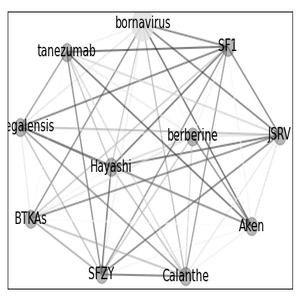 bornavirus
tanezumab
SF1
egalensis
berberine
JSRV
Hayashi
BTKAs
Aken
SFZY
Calanthe